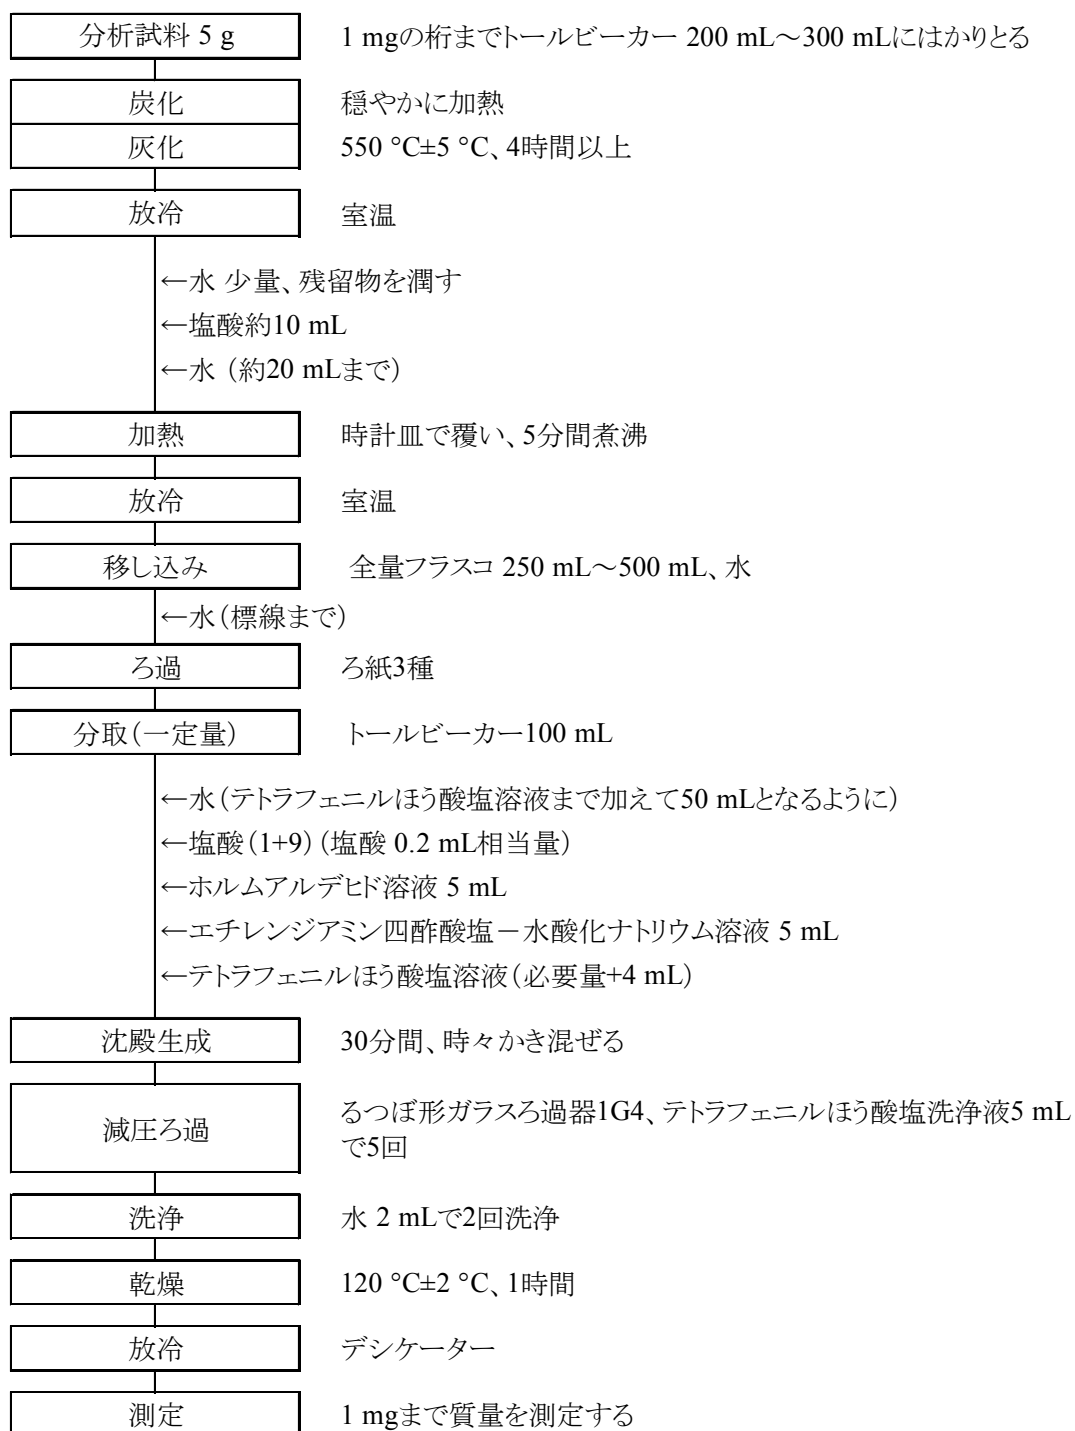 分析試料 5 g 1 mgの桁までトールビーカー 200 mL～300 mLにはかりとる
炭化 穏やかに加熱
灰化 550 °C±5 °C、4時間以上
放冷 室温
←水 少量、残留物を潤す
←塩酸約10 mL
←水 （約20 mLまで）
加熱 時計皿で覆い、5分間煮沸
放冷 室温
移し込み 全量フラスコ 250 mL～500 mL、水
←水（標線まで）
ろ過 ろ紙3種
分取（一定量） トールビーカー100 mL
←水（テトラフェニルほう酸塩溶液まで加えて50 mLとなるように）
←塩酸（1+9）（塩酸 0.2 mL相当量）
←ホルムアルデヒド溶液 5 mL
←エチレンジアミン四酢酸塩－水酸化ナトリウム溶液 5 mL
←テトラフェニルほう酸塩溶液（必要量+4 mL）
沈殿生成 30分間、時々かき混ぜる
減圧ろ過 るつぼ形ガラスろ過器1G4、テトラフェニルほう酸塩洗浄液5 mL
で5回
洗浄 水 2 mLで2回洗浄
乾燥 120 °C±2 °C、1時間
放冷 デシケーター
測定 1 mgまで質量を測定する